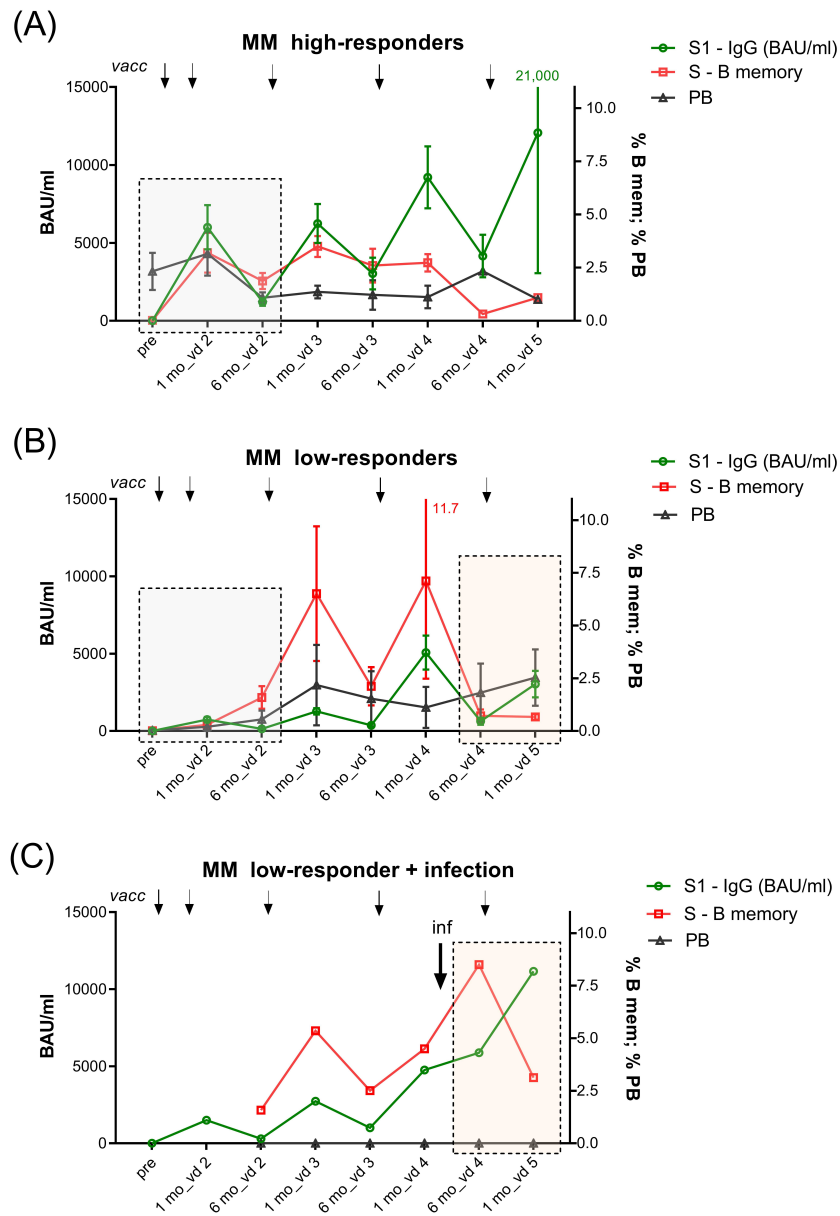 (A)
MM high-responders
vacc
21,000
S1 - IgG (BAU/ml)
S - B memory
PB
15000
10000
5000
0
BAU/ml
10.0
7.5
5.0
2.5
0.0
% B mem; % PB
pre
1 mo_vd 2
6 mo_vd 2
1 mo_vd 3
6 mo_vd 3
1 mo_vd 4
6 mo_vd 4
1 mo_vd 5
(B)
MM low-responders
vacc
11.7
S1 - IgG (BAU/ml)
S - B memory
PB
15000
10000
5000
0
BAU/ml
10.0
7.5
5.0
2.5
0.0
% B mem; % PB
pre
1 mo_vd 2
6 mo_vd 2
1 mo_vd 3
6 mo_vd 3
1 mo_vd 4
6 mo_vd 4
1 mo_vd 5
(C)
MM low-responder + infection
vacc
inf
S1 - IgG (BAU/ml)
S - B memory
PB
15000
10000
5000
0
BAU/ml
10.0
7.5
5.0
2.5
0.0
% B mem; % PB
pre
1 mo_vd 2
6 mo_vd 2
1 mo_vd 3
6 mo_vd 3
1 mo_vd 4
6 mo_vd 4
1 mo_vd 5